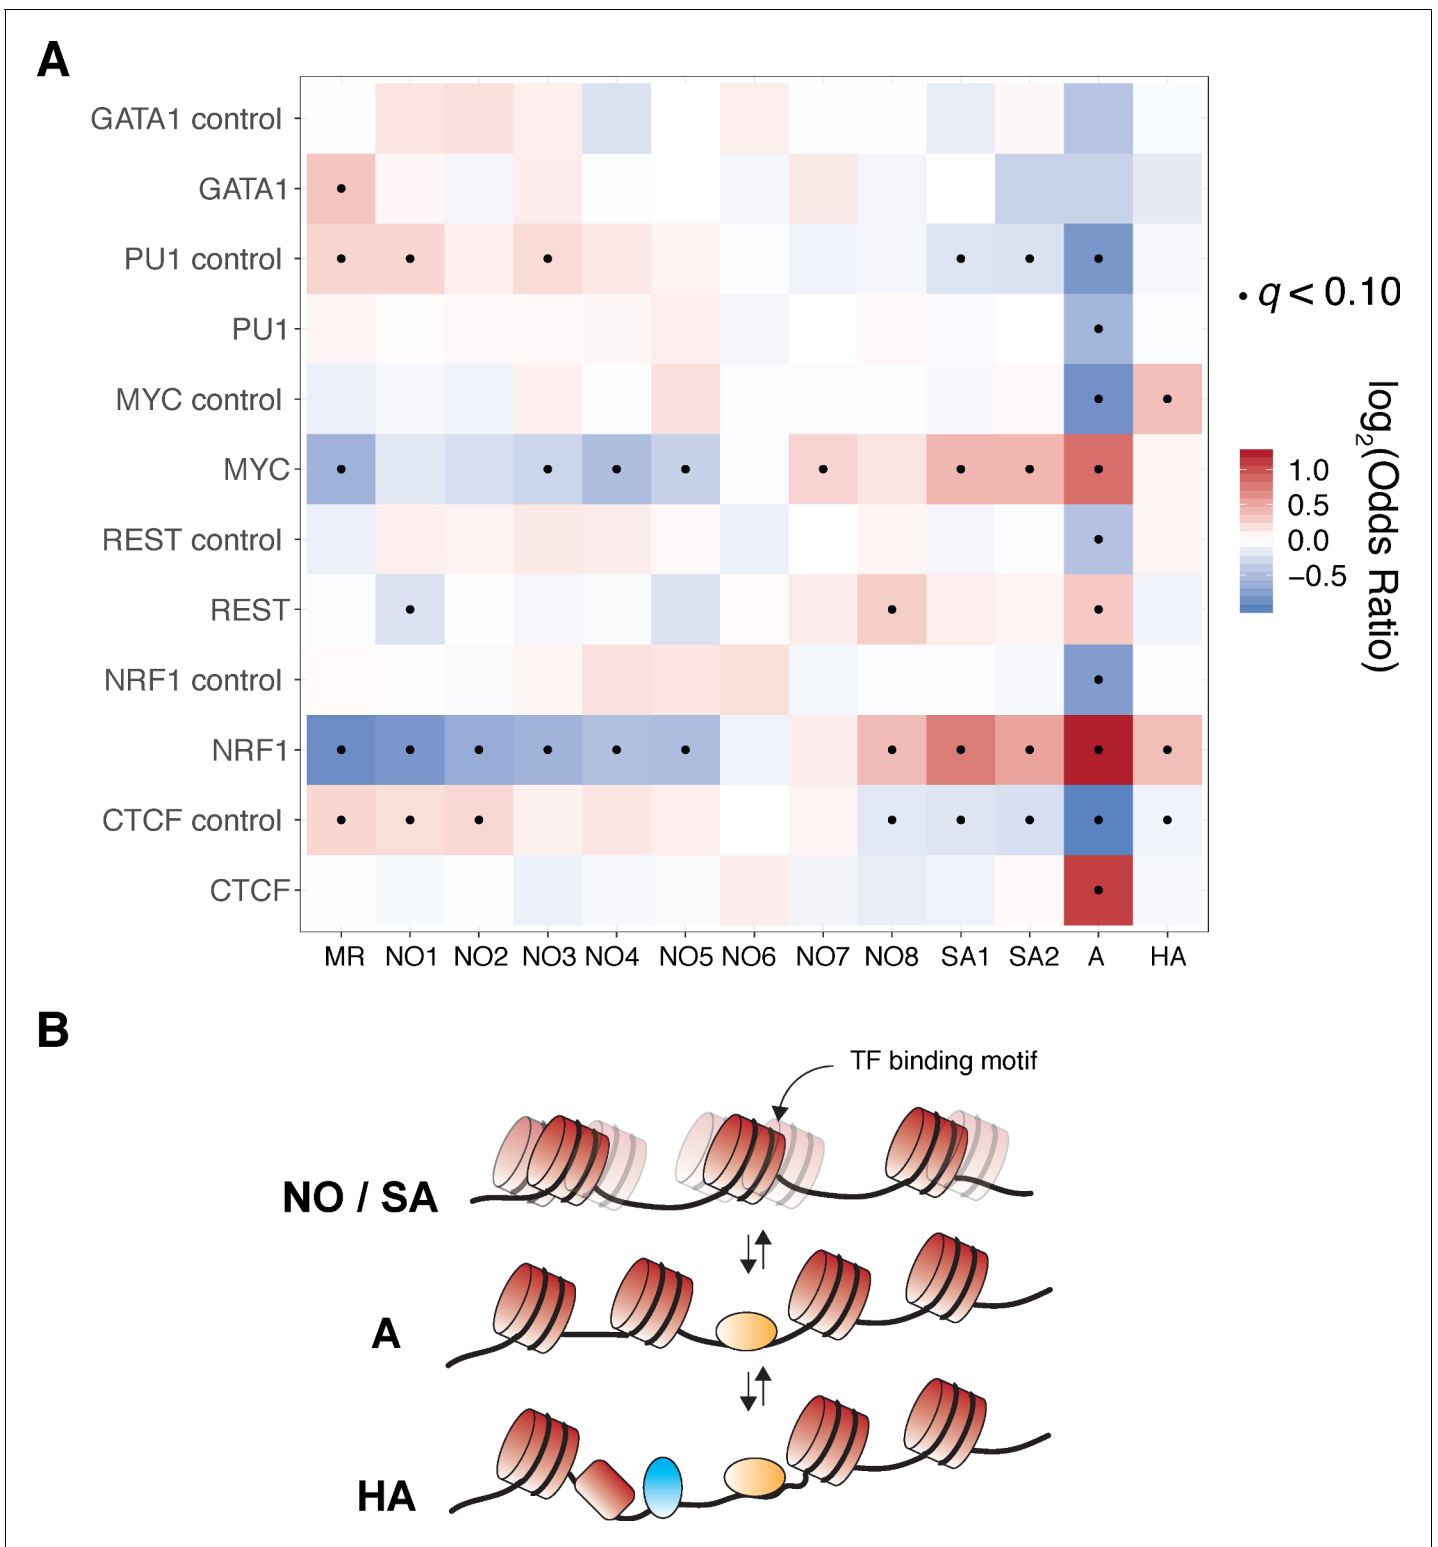 A
GATA1 control
GATA1
PU1 control
PU1
MYC control
MYC
REST control
REST
NRF1 control
NRF1
CTCF control
CTCF
MR NO1 NO2 NO3 NO4 NO5 NO6 NO7 NO8 SA1 SA2 A HA
• q < 0.10
log2(Odds Ratio)
1.0
0.5
0.0
−0.5
B
TF binding motif
NO / SA
A
HA